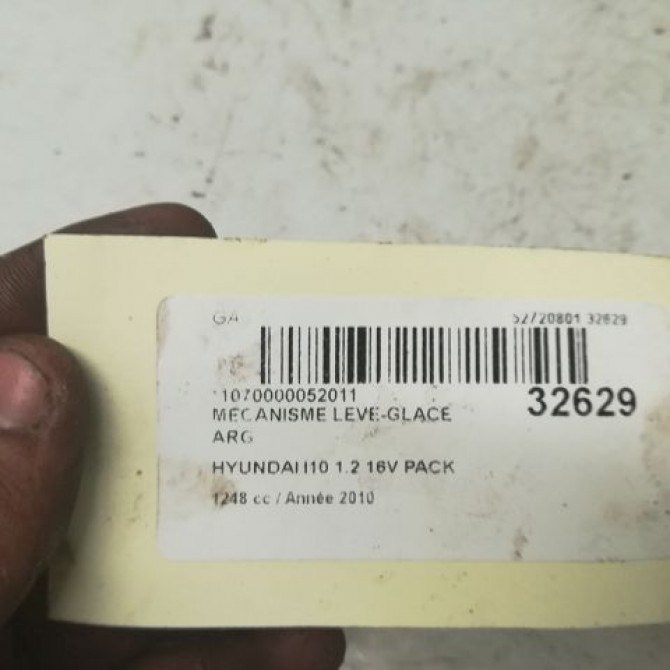 GA 52720801 32629
1070000052011
32629
MECANISME LEVE-GLACE
ARG
HYUNDAI I10 1.2 16V PACK
1248 cc / Année 2010